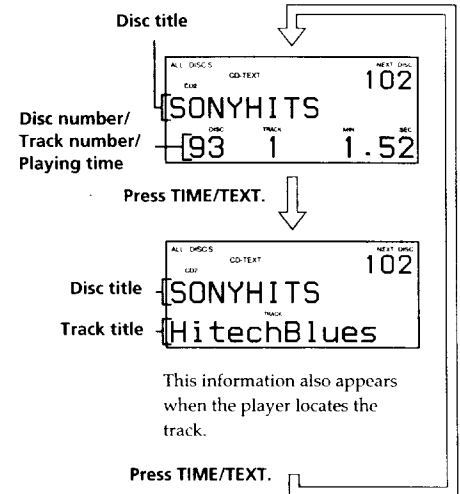 Disc title
ALL DISCS
NEXT DISC
CD-TEXT
102
CD2
SONYHITS
Disc number/
Track number/
Playing time
DISC TRACK MIN SEC
93 1 1.52
Press TIME/TEXT.
ALL DISCS
NEXT DISC
CD-TEXT
102
CD2
Disc title
SONYHITS
TRACK
Track title
HitechBlues
This information also appears
when the player locates the
track.
Press TIME/TEXT.